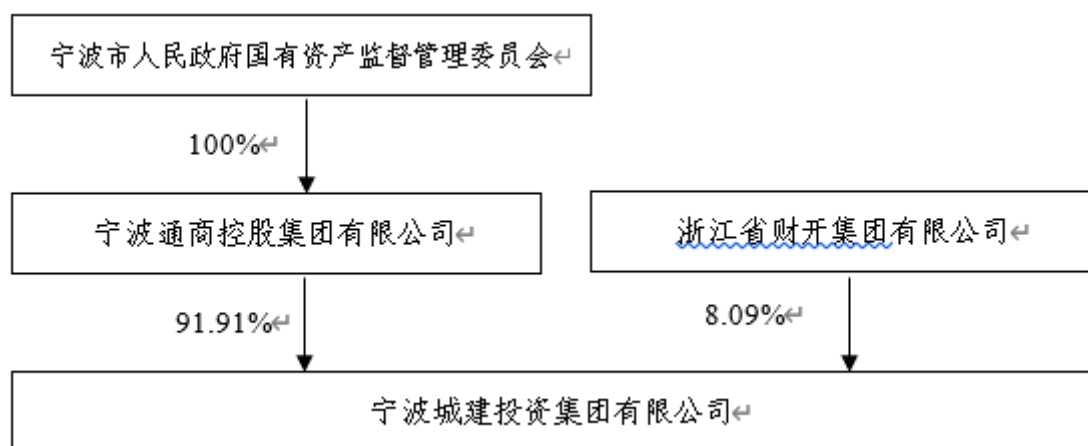 宁波市人民政府国有资产监督管理委员会↵
100%↵
宁波通商控股集团有限公司↵
浙江省财开集团有限公司↵
91.91%↵
8.09%↵
宁波城建投资集团有限公司↵